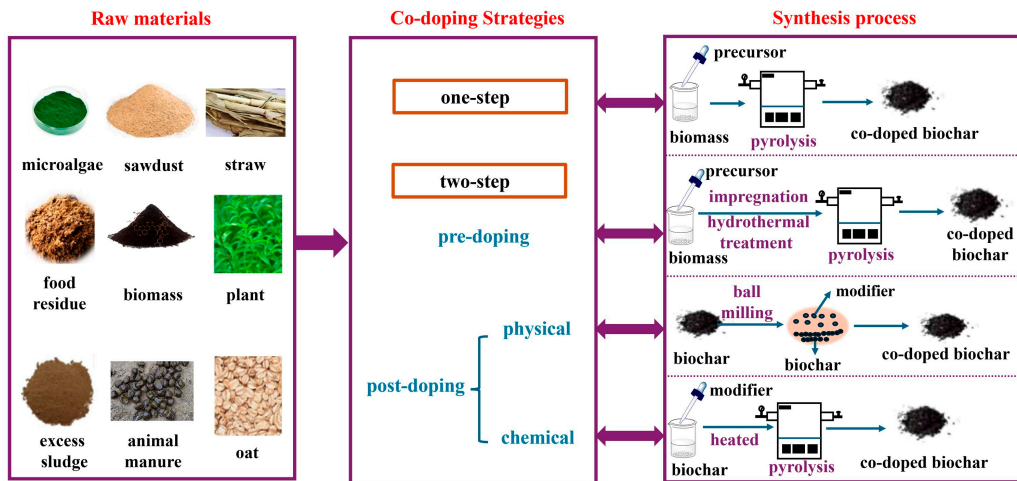 Raw materials
Co-doping Strategies
Synthesis process
microalgae
sawdust
straw
food
residue
biomass
plant
excess
sludge
animal
manure
oat
one-step
two-step
pre-doping
post-doping
physical
chemical
precursor
biomass
pyrolysis
co-doped biochar
precursor
impregnation
hydrothermal
treatment
biomass
pyrolysis
co-doped
biochar
ball
milling
modifier
biochar
biochar
co-doped biochar
modifier
heated
biochar
pyrolysis
co-doped biochar